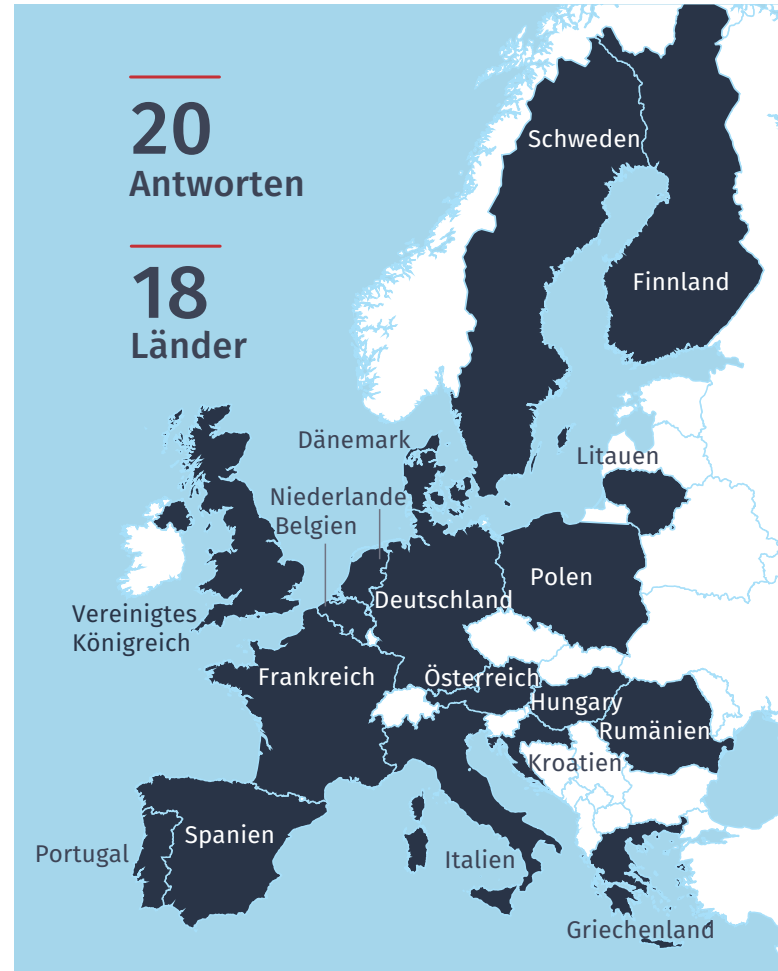 20
Antworten
18
Länder
Schweden
Finnland
Dänemark
Litauen
Niederlande
Belgien
Polen
Deutschland
Vereinigtes
Königreich
Frankreich
Österreich
Hungary
Rumänien
Kroatien
Spanien
Portugal
Italien
Griechenland